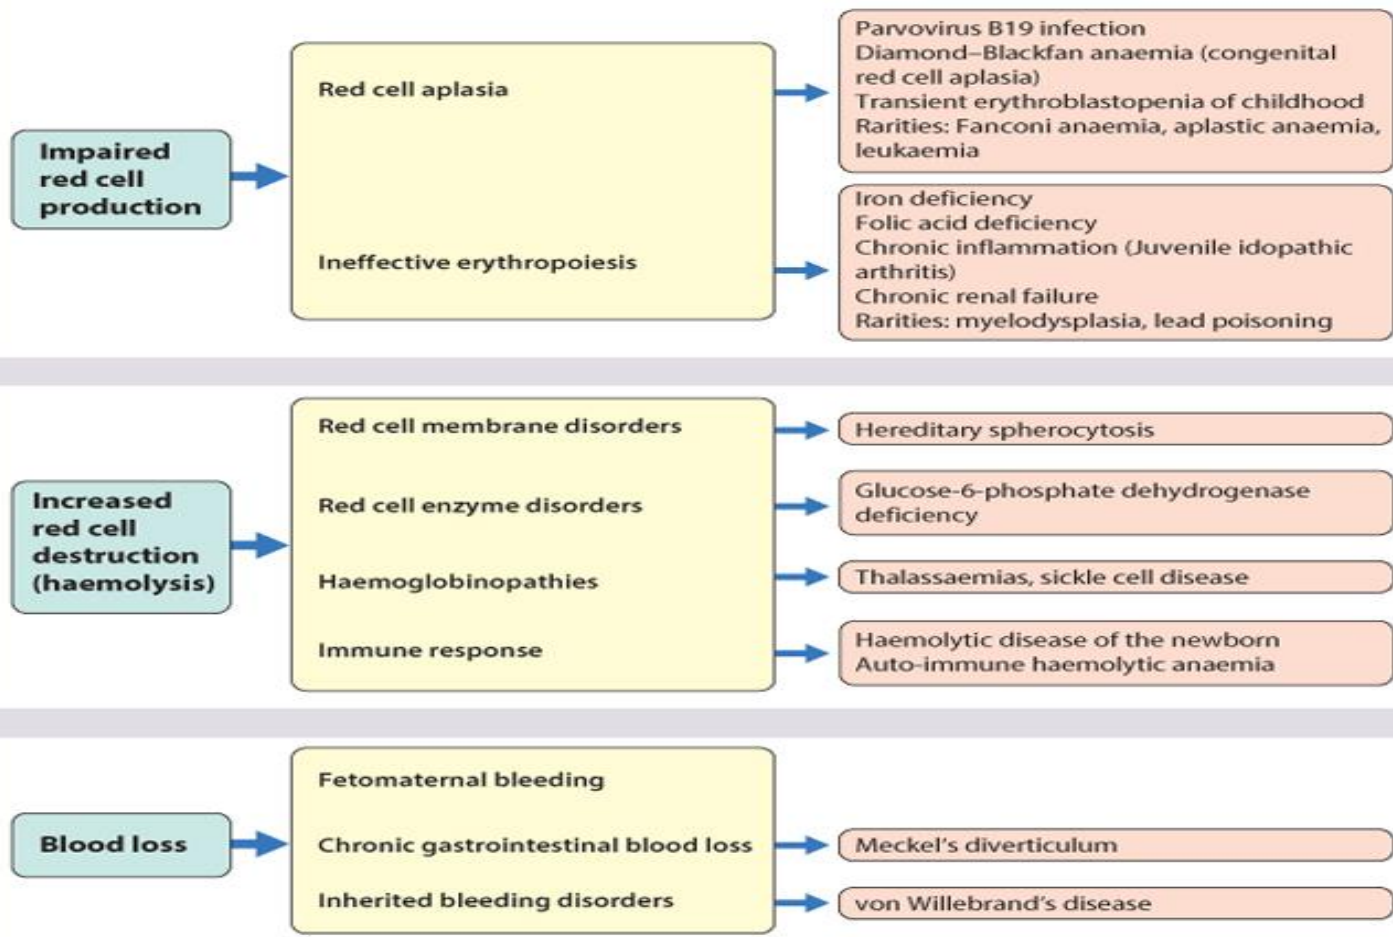 Impaired
red cell
production
Red cell aplasia
Parvovirus B19 infection
Diamond–Blackfan anaemia (congenital
red cell aplasia)
Transient erythroblastopenia of childhood
Rarities: Fanconi anaemia, aplastic anaemia,
leukaemia
Ineffective erythropoiesis
Iron deficiency
Folic acid deficiency
Chronic inflammation (Juvenile idopathic
arthritis)
Chronic renal failure
Rarities: myelodysplasia, lead poisoning
Increased
red cell
destruction
(haemolysis)
Red cell membrane disorders
Hereditary spherocytosis
Red cell enzyme disorders
Glucose-6-phosphate dehydrogenase
deficiency
Haemoglobinopathies
Thalassaemias, sickle cell disease
Immune response
Haemolytic disease of the newborn
Auto-immune haemolytic anaemia
Blood loss
Fetomaternal bleeding
Chronic gastrointestinal blood loss
Meckel's diverticulum
Inherited bleeding disorders
von Willebrand's disease